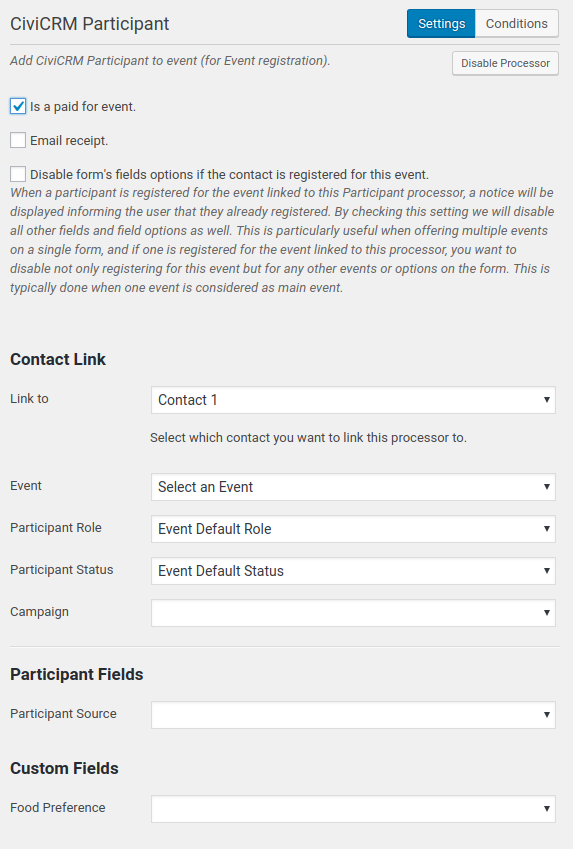 CiviCRM Participant
Settings
Conditions
Add CiviCRM Participant to event (for Event registration).
Disable Processor
Is a paid for event.
Email receipt.
Disable form's fields options if the contact is registered for this event.
When a participant is registered for the event linked to this Participant processor, a notice will be
displayed informing the user that they already registered. By checking this setting we will disable
all other fields and field options as well. This is particularly useful when offering multiple events
on a single form, and if one is registered for the event linked to this processor, you want to
disable not only registering for this event but for any other events or options on the form. This is
typically done when one event is considered as main event.
Contact Link
Link to
Contact 1
Select which contact you want to link this processor to.
Event
Select an Event
Participant Role
Event Default Role
Participant Status
Event Default Status
Campaign
Participant Fields
Participant Source
Custom Fields
Food Preference